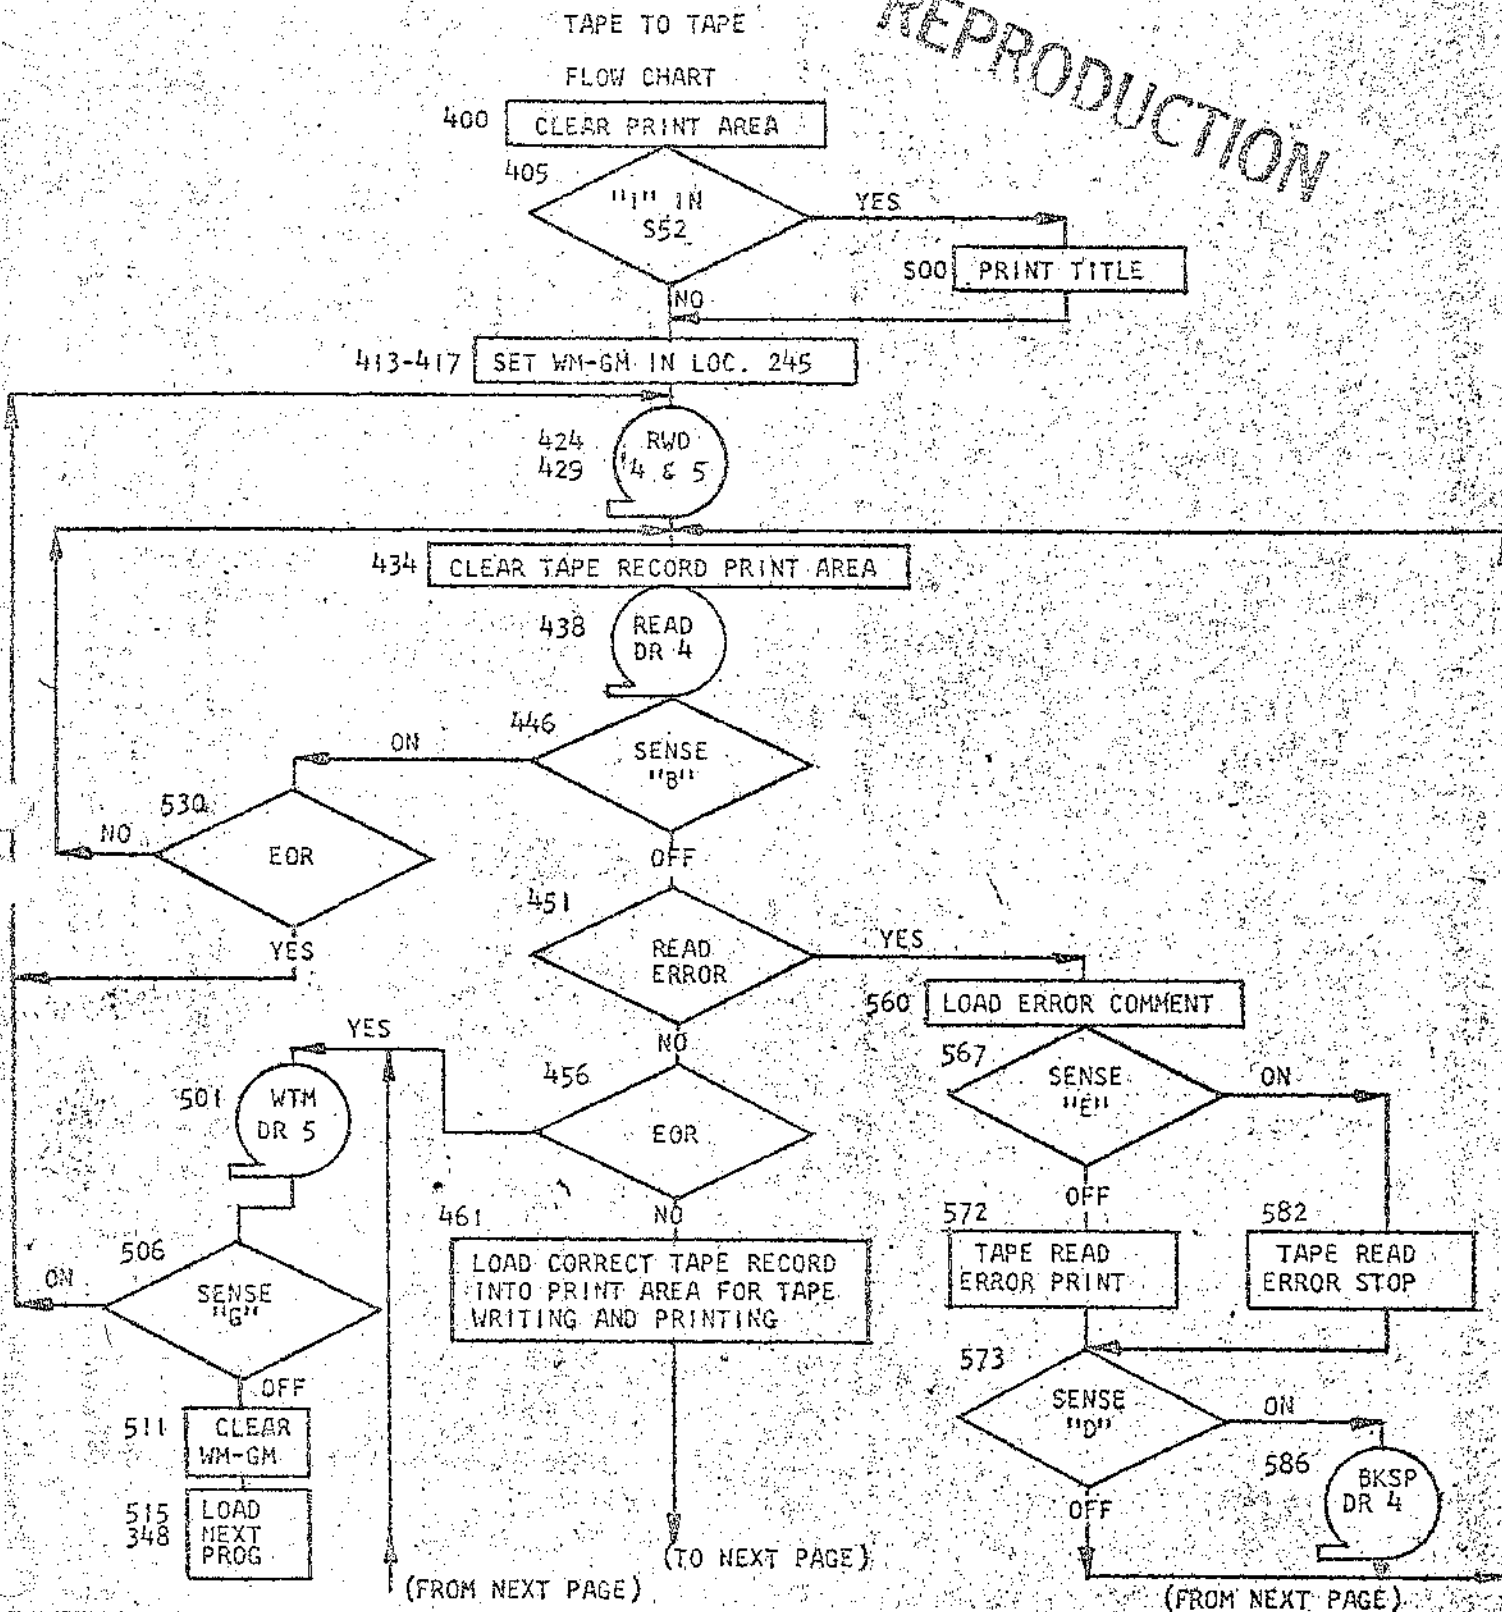 TAPE TO TAPE
REPRODUCTION
FLOW CHART
400 CLEAR PRINT AREA
405
"1" IN
S52
YES
S00 PRINT TITLE
NO
413-417 SET WM-GM IN LOC. 245
424
429
RWD
4 & 5
434 CLEAR TAPE RECORD PRINT AREA
438
READ
DR 4
446
SENSE
"B"
ON
OFF
530
EOR
NO
YES
451
READ
ERROR
YES
NO
560 LOAD ERROR COMMENT
567
SENSE
"E"
ON
OFF
456
EOR
YES
NO
501
WTM
DR 5
506
SENSE
"G"
ON
OFF
511
CLEAR
WM-GM
515
348
LOAD
NEXT
PROG
461
LOAD CORRECT TAPE RECORD
INTO PRINT AREA FOR TAPE
WRITING AND PRINTING
(TO NEXT PAGE)
(FROM NEXT PAGE)
572
TAPE READ
ERROR PRINT
582
TAPE READ
ERROR STOP
573
SENSE
"D"
ON
OFF
586
BKSP
DR 4
(FROM NEXT PAGE)